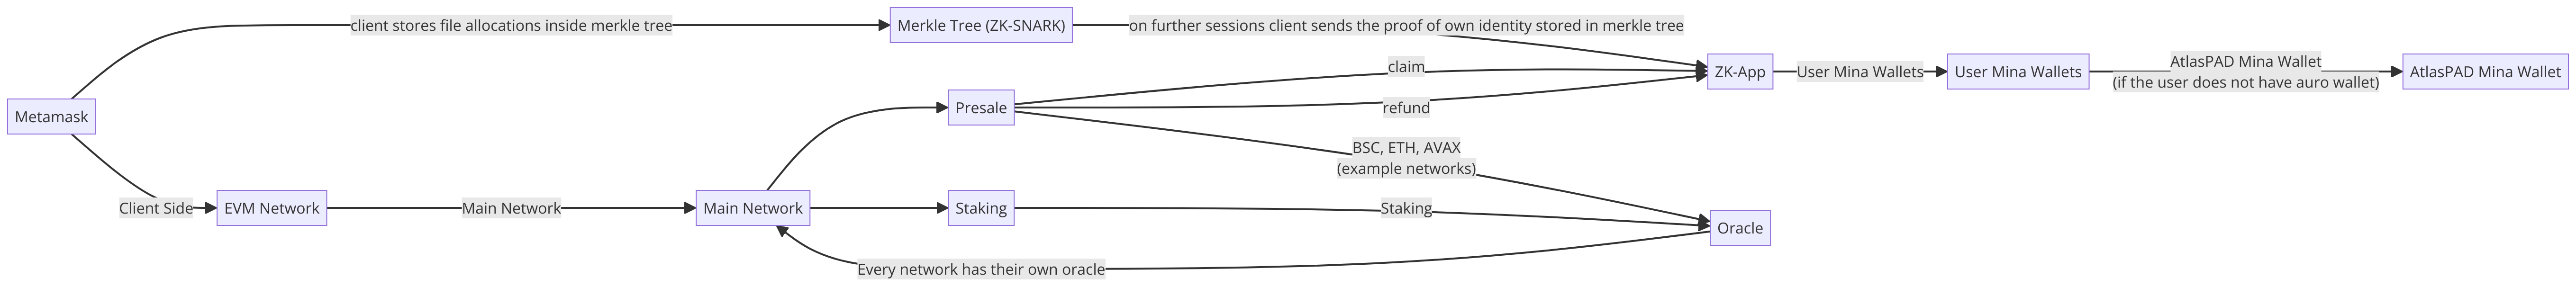 client stores file allocations inside merkle tree
Merkle Tree (ZK-SNARK)
on further sessions client sends the proof of own identity stored in merkle tree
claim
ZK-App
User Mina Wallets
User Mina Wallets
AtlasPAD Mina Wallet
(if the user does not have auro wallet)
AtlasPAD Mina Wallet
Metamask
Presale
refund
BSC, ETH, AVAX
(example networks)
Client Side
EVM Network
Main Network
Main Network
Staking
Staking
Oracle
Every network has their own oracle